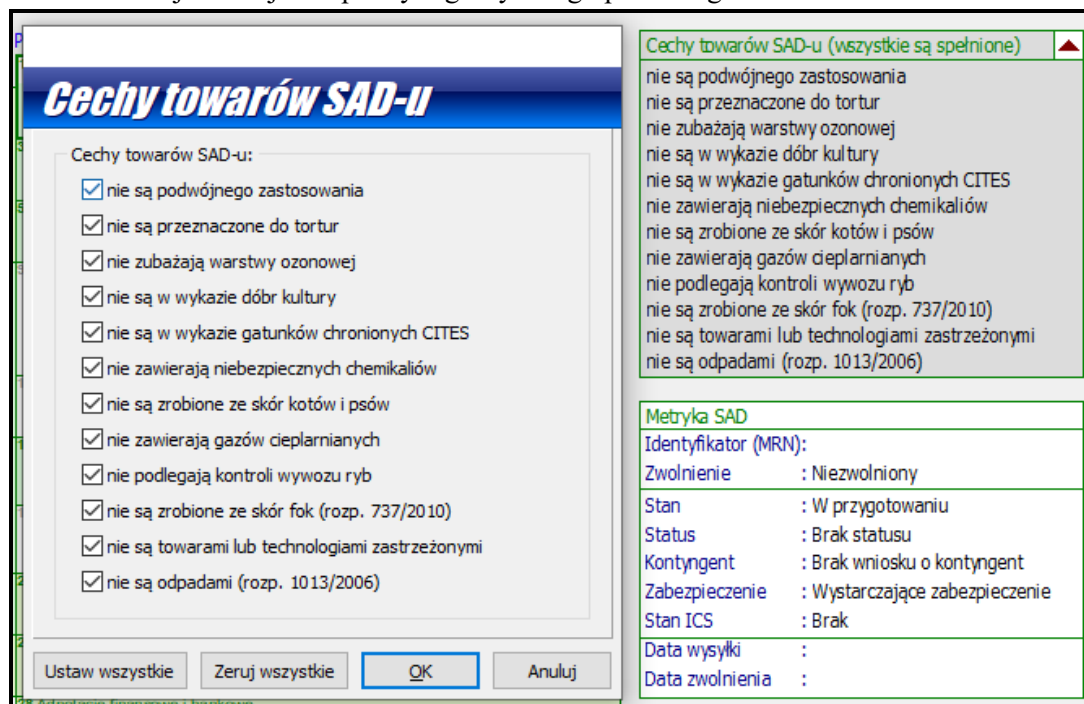 Cechy towarów SAD-u
Cechy towarów SAD-u:
nie są podwójnego zastosowania
nie są przeznaczone do tortur
nie zubażają warstwy ozonowej
nie są w wykazie dóbr kultury
nie są w wykazie gatunków chronionych CITES
nie zawierają niebezpiecznych chemikaliów
nie są zrobione ze skór kotów i psów
nie zawierają gazów cieplarnianych
nie podlegają kontroli wywozu ryb
nie są zrobione ze skór fok (rozp. 737/2010)
nie są towarami lub technologiami zastrzeżonymi
nie są odpadami (rozp. 1013/2006)
Ustaw wszystkie Zeruj wszystkie OK Anuluj
Cechy towarów SAD-u (wszystkie są spełnione)
nie są podwójnego zastosowania
nie są przeznaczone do tortur
nie zubażają warstwy ozonowej
nie są w wykazie dóbr kultury
nie są w wykazie gatunków chronionych CITES
nie zawierają niebezpiecznych chemikaliów
nie są zrobione ze skór kotów i psów
nie zawierają gazów cieplarnianych
nie podlegają kontroli wywozu ryb
nie są zrobione ze skór fok (rozp. 737/2010)
nie są towarami lub technologiami zastrzeżonymi
nie są odpadami (rozp. 1013/2006)
Metryka SAD
Identyfikator (MRN):
Zwolnienie : Niezwolniony
Stan : W przygotowaniu
Status : Brak statusu
Kontyngent : Brak wniosku o kontyngent
Zabezpieczenie : Wystarczające zabezpieczenie
Stan ICS : Brak
Data wysyłki :
Data zwolnienia :